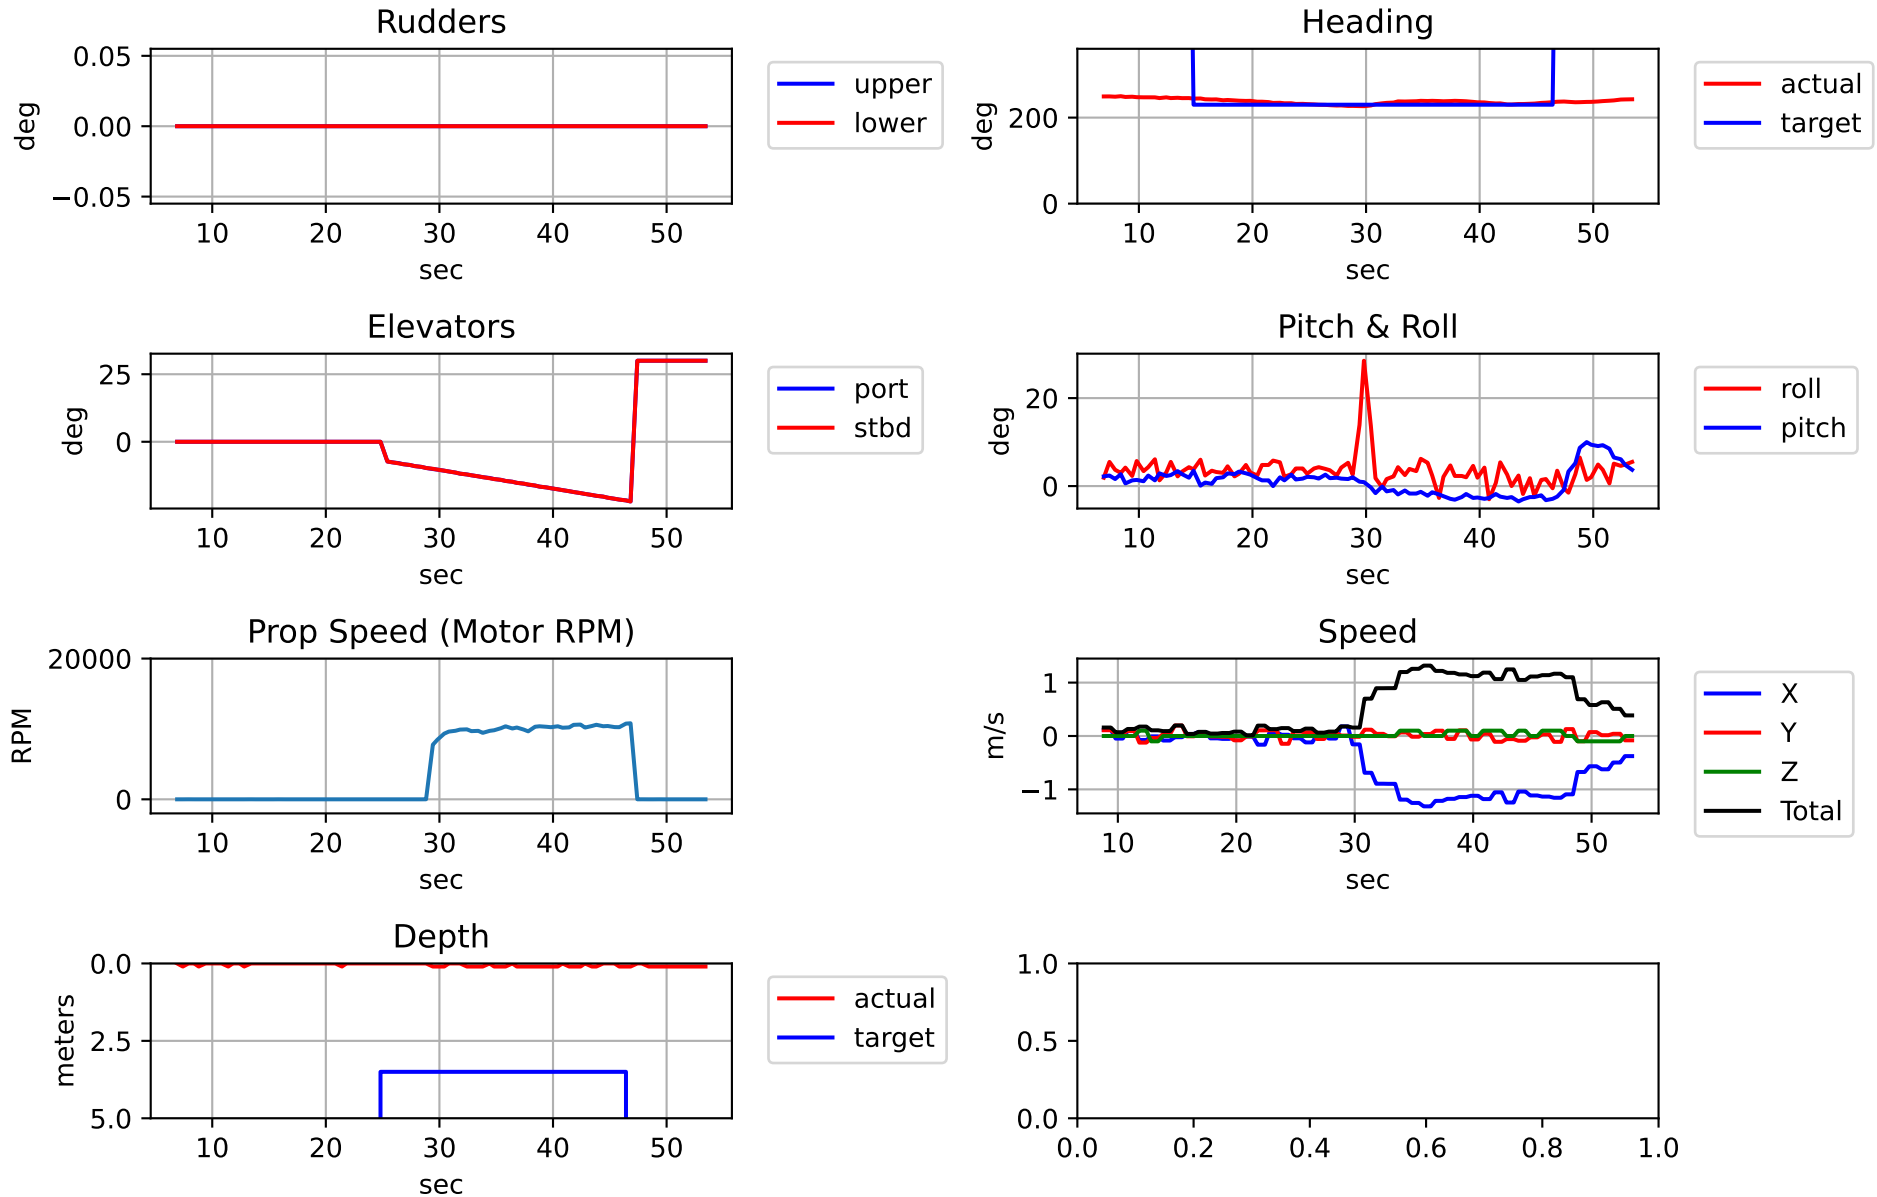 Rudders
0.05
0.00
−0.05
deg
10 20 30 40 50
sec
upper
lower
Heading
200
0
deg
10 20 30 40 50
sec
actual
target
Elevators
25
0
deg
10 20 30 40 50
sec
port
stbd
Pitch & Roll
20
0
deg
10 20 30 40 50
sec
roll
pitch
Prop Speed (Motor RPM)
20000
0
RPM
10 20 30 40 50
sec
Speed
1
0
−1
m/s
10 20 30 40 50
sec
X
Y
Z
Total
Depth
0.0
2.5
5.0
meters
10 20 30 40 50
sec
actual
target
1.0
0.5
0.0
0.0 0.2 0.4 0.6 0.8 1.0